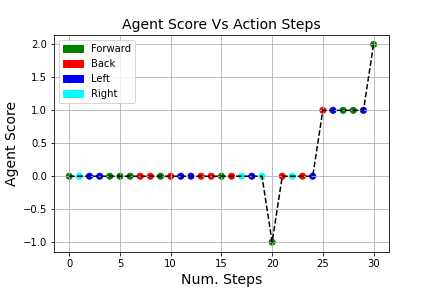 Agent Score Vs Action Steps
2.0
1.5
1.0
0.5
0.0
−0.5
−1.0
Agent Score
Forward
Back
Left
Right
0 5 10 15 20 25 30
Num. Steps